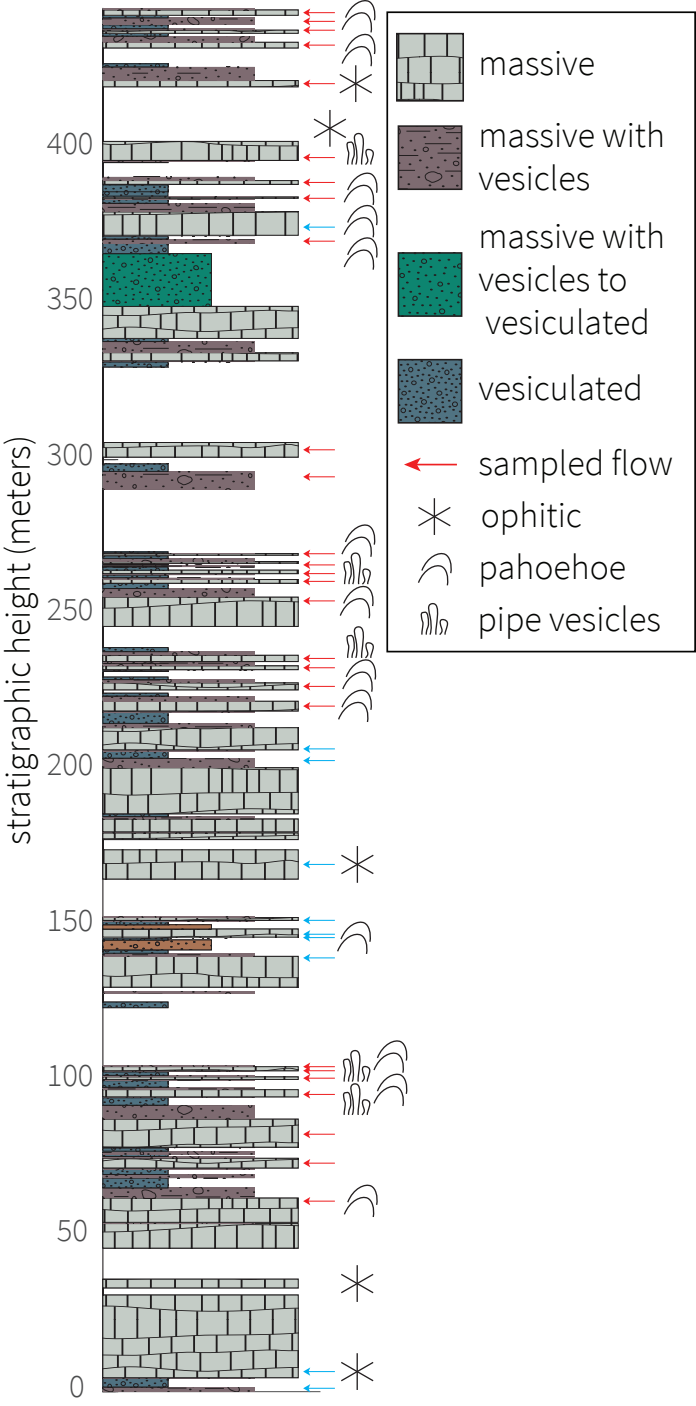 massive
massive with
vesicles
massive with
vesicles to
vesiculated
vesiculated
sampled flow
ophitic
pahoehoe
pipe vesicles
stratigraphic height (meters)
400
350
300
250
200
150
100
50
0